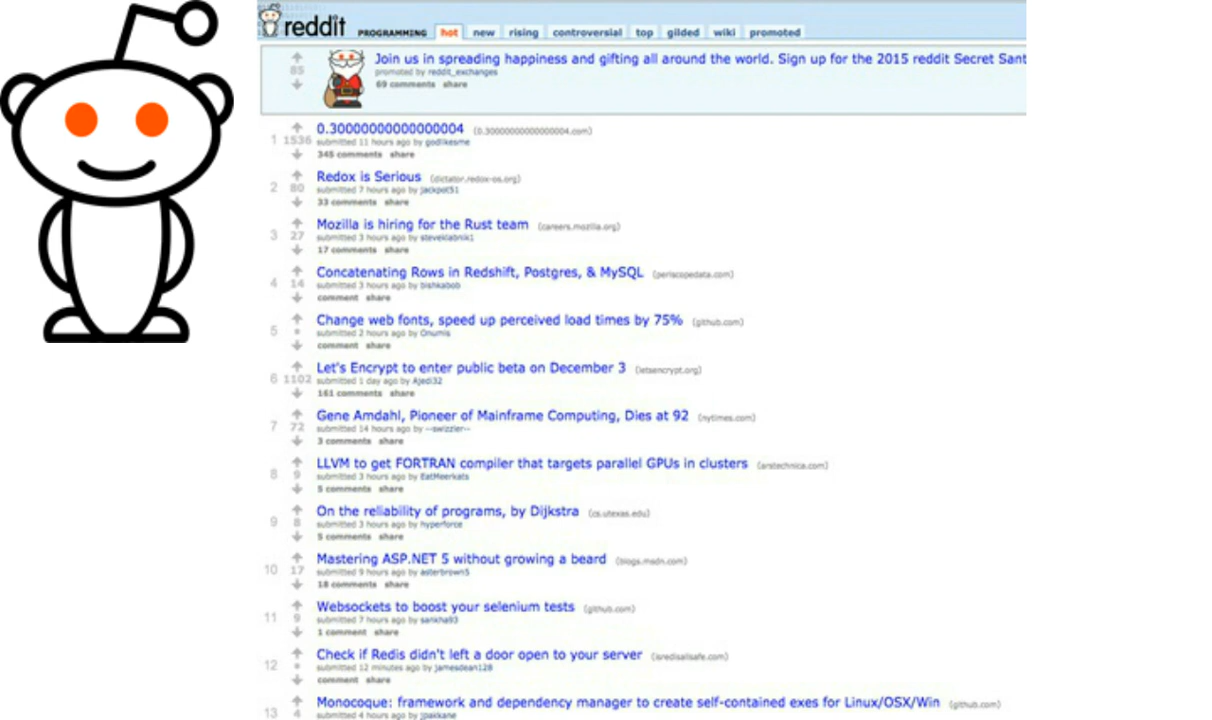 reddit PROGRAMMING hot new rising controversial top gilded wiki promoted
Join us in spreading happiness and gifting all around the world. Sign up for the 2015 reddit Secret Sant
85
promoted by reddit_exchanges
69 comments share
0.30000000000000004 (0.30000000000000004.com)
1 1536
submitted 11 hours ago by godlikesme
345 comments share
Redox is Serious (dictator.redox-os.org)
2 80
submitted 7 hours ago by jackpot51
33 comments share
Mozilla is hiring for the Rust team (careers.mozilla.org)
3 27
submitted 3 hours ago by steveklabnik1
17 comments share
Concatenating Rows in Redshift, Postgres, & MySQL (periscopedata.com)
4 14
submitted 3 hours ago by bishkabob
comment share
Change web fonts, speed up perceived load times by 75% (github.com)
5 •
submitted 2 hours ago by Onumis
comment share
Let's Encrypt to enter public beta on December 3 (letsencrypt.org)
6 1102
submitted 1 day ago by Ajedi32
161 comments share
Gene Amdahl, Pioneer of Mainframe Computing, Dies at 92 (nytimes.com)
7 72
submitted 14 hours ago by --swizzler--
3 comments share
LLVM to get FORTRAN compiler that targets parallel GPUs in clusters (arstechnica.com)
8 9
submitted 3 hours ago by EatMeerkats
5 comments share
On the reliability of programs, by Dijkstra (cs.utexas.edu)
9 8
submitted 3 hours ago by hyperforce
5 comments share
Mastering ASP.NET 5 without growing a beard (blogs.msdn.com)
10 17
submitted 9 hours ago by asterbrown5
18 comments share
Websockets to boost your selenium tests (github.com)
11 9
submitted 7 hours ago by sankha93
1 comment share
Check if Redis didn't left a door open to your server (isredisallsafe.com)
12 •
submitted 12 minutes ago by jamesdean128
comment share
Monocoque: framework and dependency manager to create self-contained exes for Linux/OSX/Win (github.com)
13 4
submitted 4 hours ago by jpakkane